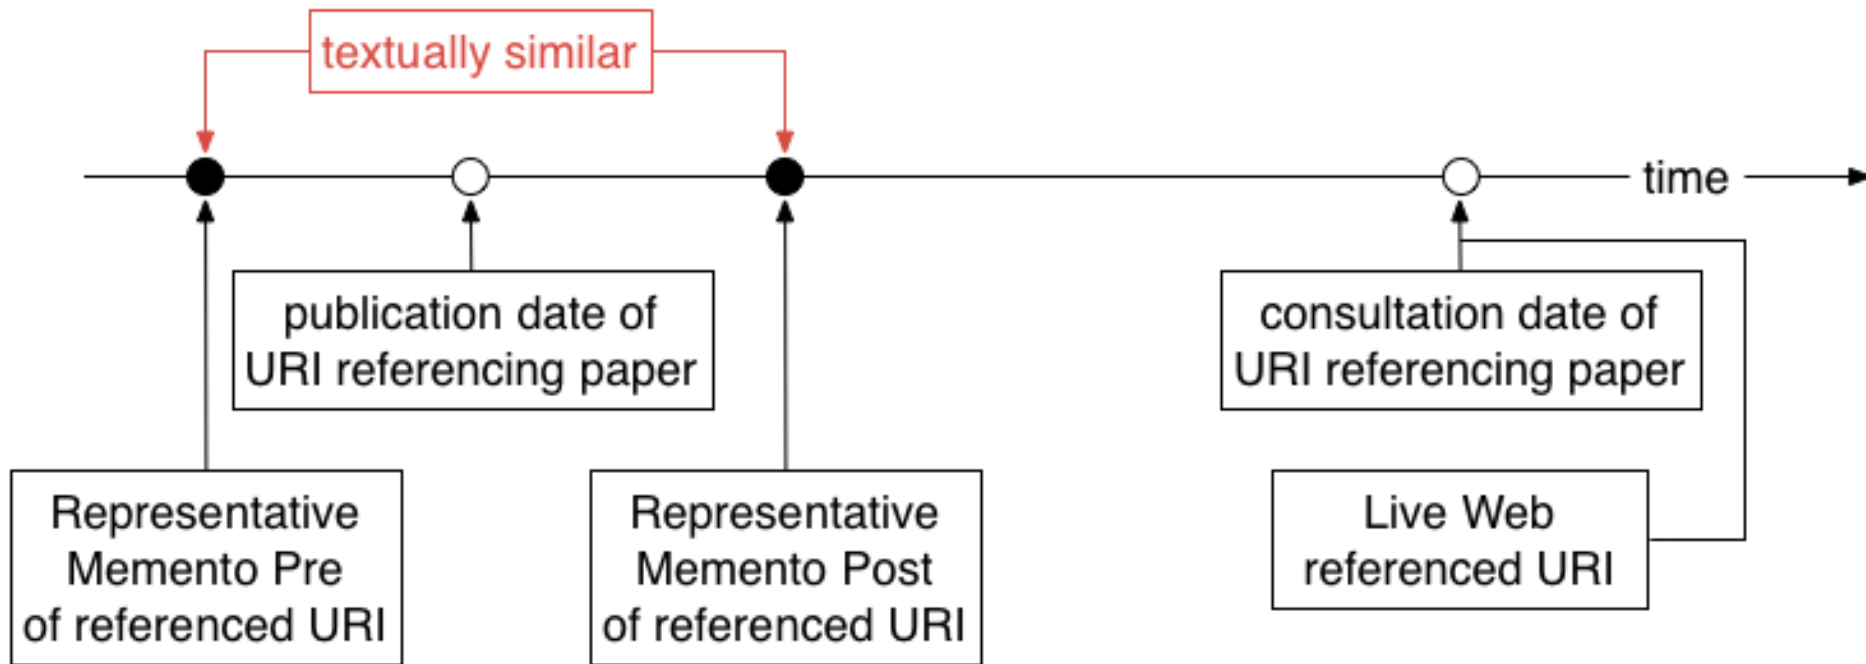 textually similar
time
publication date of
URI referencing paper
consultation date of
URI referencing paper
Representative
Memento Pre
of referenced URI
Representative
Memento Post
of referenced URI
Live Web
referenced URI